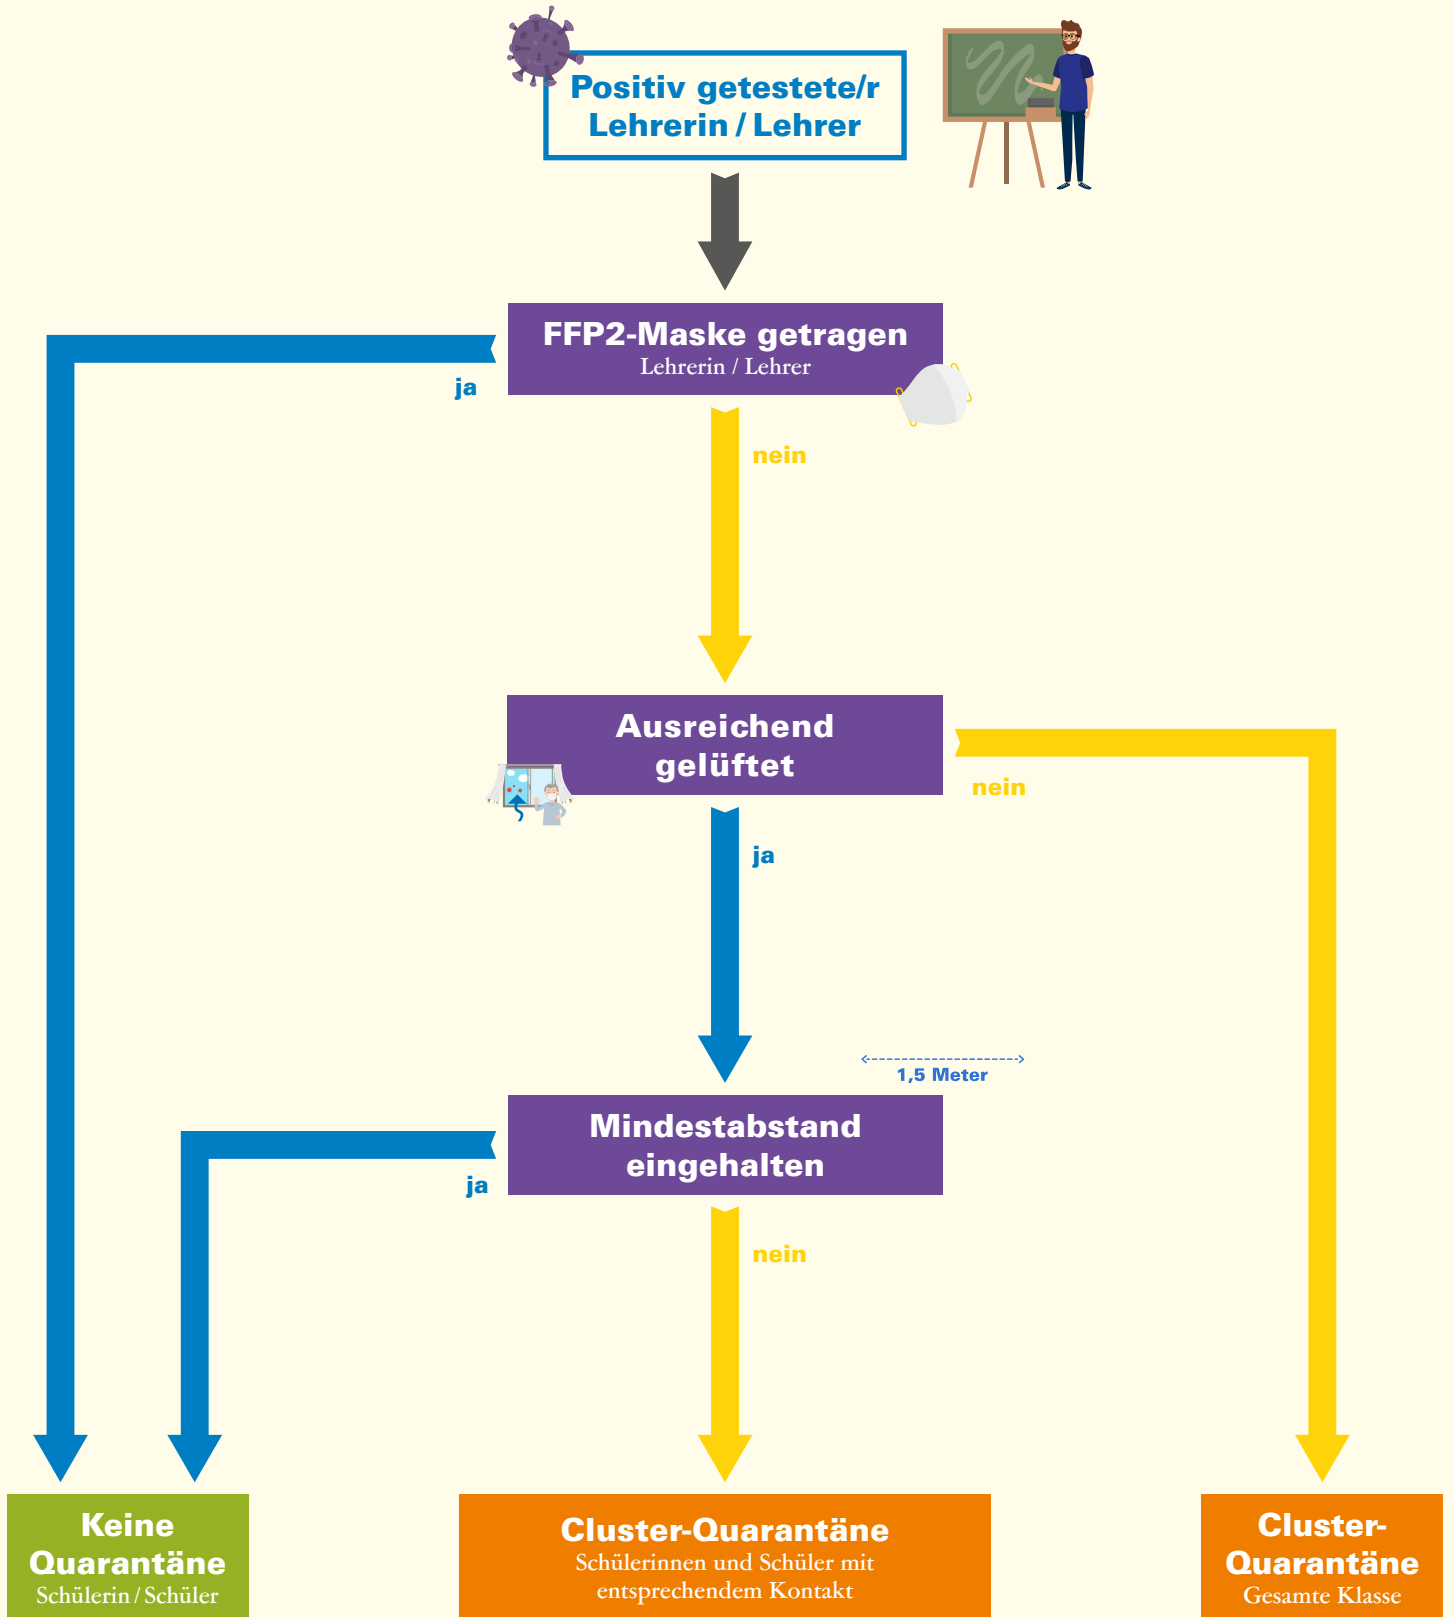 Positiv getestete/r
Lehrerin / Lehrer
FFP2-Maske getragen
Lehrerin / Lehrer
ja
nein
Ausreichend
gelüftet
nein
ja
1,5 Meter
Mindestabstand
eingehalten
ja
nein
Keine
Quarantäne
Schülerin / Schüler
Cluster-Quarantäne
Schülerinnen und Schüler mit
entsprechendem Kontakt
Cluster-
Quarantäne
Gesamte Klasse